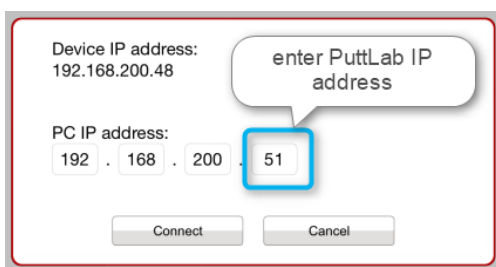 Device IP address:
192.168.200.48
enter PuttLab IP
address
PC IP address:
192 . 168 . 200 . 51
Connect Cancel